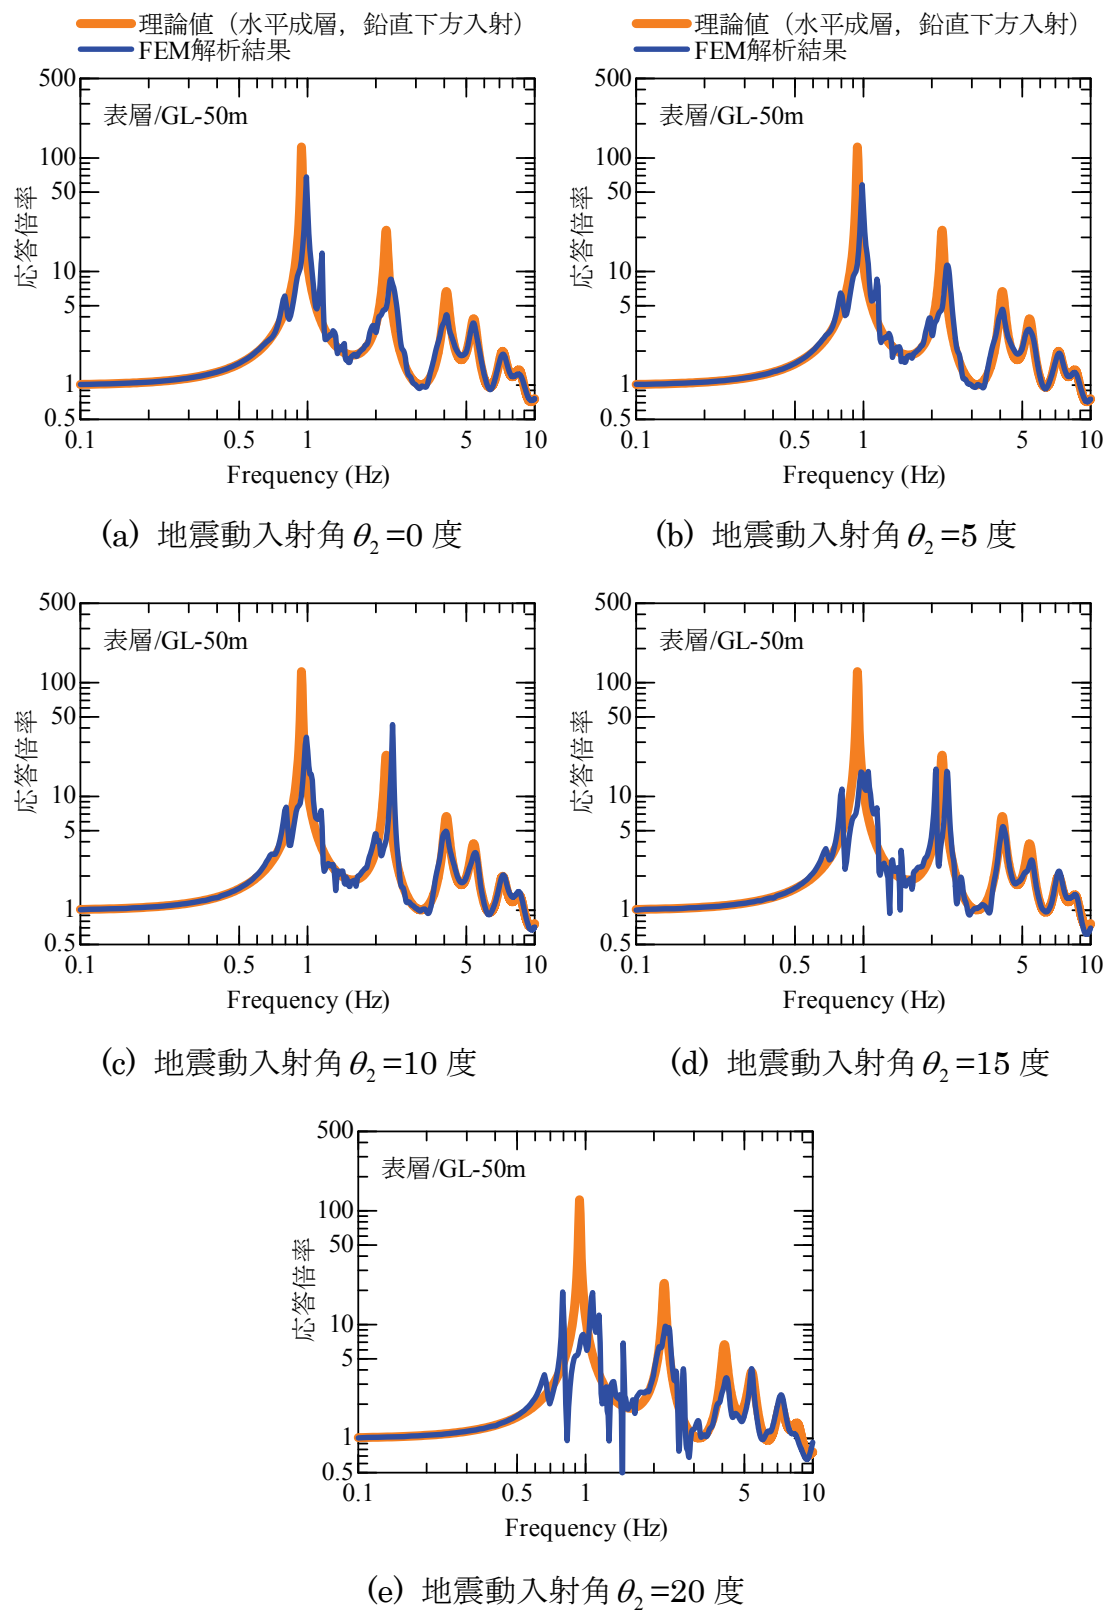 理論値（水平成層，鉛直下方入射）
FEM解析結果
理論値（水平成層，鉛直下方入射）
FEM解析結果
500
100
50
10
5
1
0.5
応答倍率
表層/GL-50m
0.1
0.5
1
5
10
Frequency (Hz)
(a) 地震動入射角θ₂=0 度
500
100
50
10
5
1
0.5
応答倍率
表層/GL-50m
0.1
0.5
1
5
10
Frequency (Hz)
(b) 地震動入射角θ₂=5 度
500
100
50
10
5
1
0.5
応答倍率
表層/GL-50m
0.1
0.5
1
5
10
Frequency (Hz)
(c) 地震動入射角θ₂=10 度
500
100
50
10
5
1
0.5
応答倍率
表層/GL-50m
0.1
0.5
1
5
10
Frequency (Hz)
(d) 地震動入射角θ₂=15 度
500
100
50
10
5
1
0.5
応答倍率
表層/GL-50m
0.1
0.5
1
5
10
Frequency (Hz)
(e) 地震動入射角θ₂=20 度